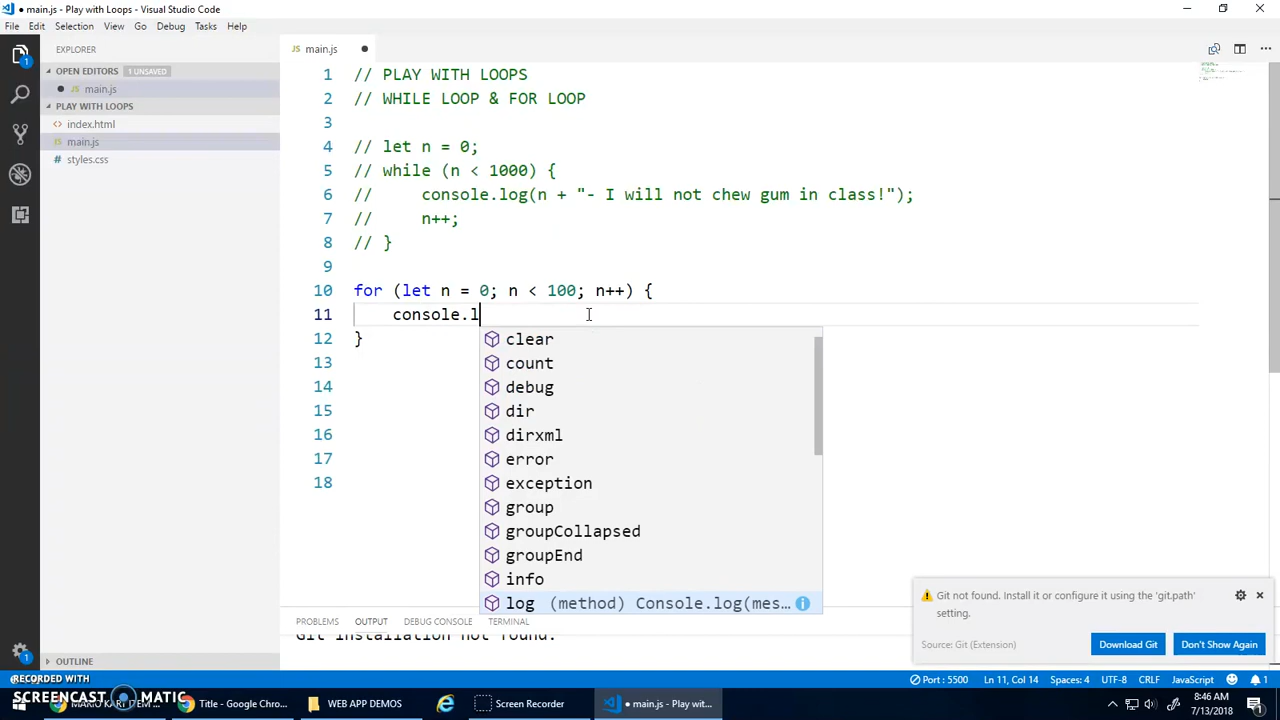 ● main.js - Play with Loops - Visual Studio Code
File Edit Selection View Go Debug Tasks Help
EXPLORER
JS main.js ●
OPEN EDITORS 1 UNSAVED
● main.js
PLAY WITH LOOPS
<> index.html
main.js
styles.css
1 // PLAY WITH LOOPS
2 // WHILE LOOP & FOR LOOP
3
4 // let n = 0;
5 // while (n < 1000) {
6 //     console.log(n + "- I will not chew gum in class!");
7 //     n++;
8 // }
9
10 for (let n = 0; n < 100; n++) {
11     console.l
12 }
13
14
15
16
17
18
clear
count
debug
dir
dirxml
error
exception
group
groupCollapsed
groupEnd
info
log (method) Console.log(mes...
Git not found. Install it or configure it using the 'git.path'
setting.
Source: Git (Extension) Download Git Don't Show Again
PROBLEMS OUTPUT DEBUG CONSOLE TERMINAL
Git installation not found.
OUTLINE
1
1
RECORDED WITH
Port : 5500 Ln 11, Col 14 Spaces: 4 UTF-8 CRLF JavaScript 1
SCREENCAST MATIC
MARIO KART DEM
Title - Google Chro...
WEB APP DEMOS
Screen Recorder
● main.js - Play wit...
8:46 AM
7/13/2018